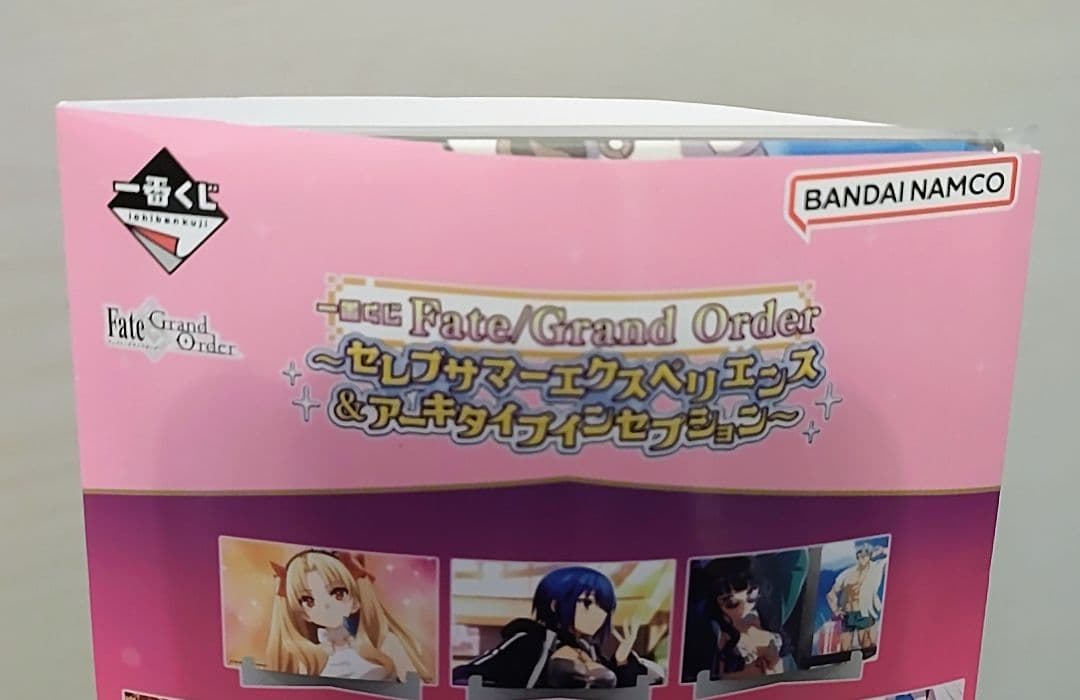 一番くじ
ichibankuji
BANDAI NAMCO
Fate Grand
Order
一番くじ Fate/Grand Order
～セレブサマーエクスペリエンス
&アーキタイプインセプション～